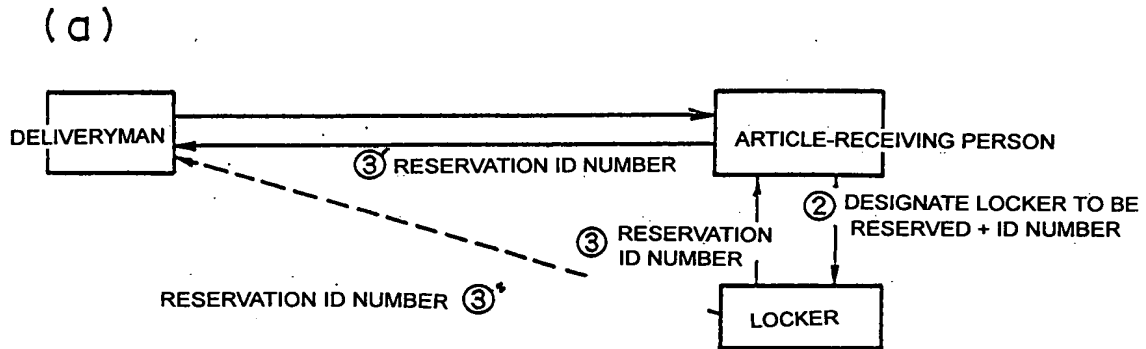 (a)
DELIVERYMAN
ARTICLE-RECEIVING PERSON
③' RESERVATION ID NUMBER
② DESIGNATE LOCKER TO BE
RESERVED + ID NUMBER
③ RESERVATION
ID NUMBER
RESERVATION ID NUMBER ③"
LOCKER